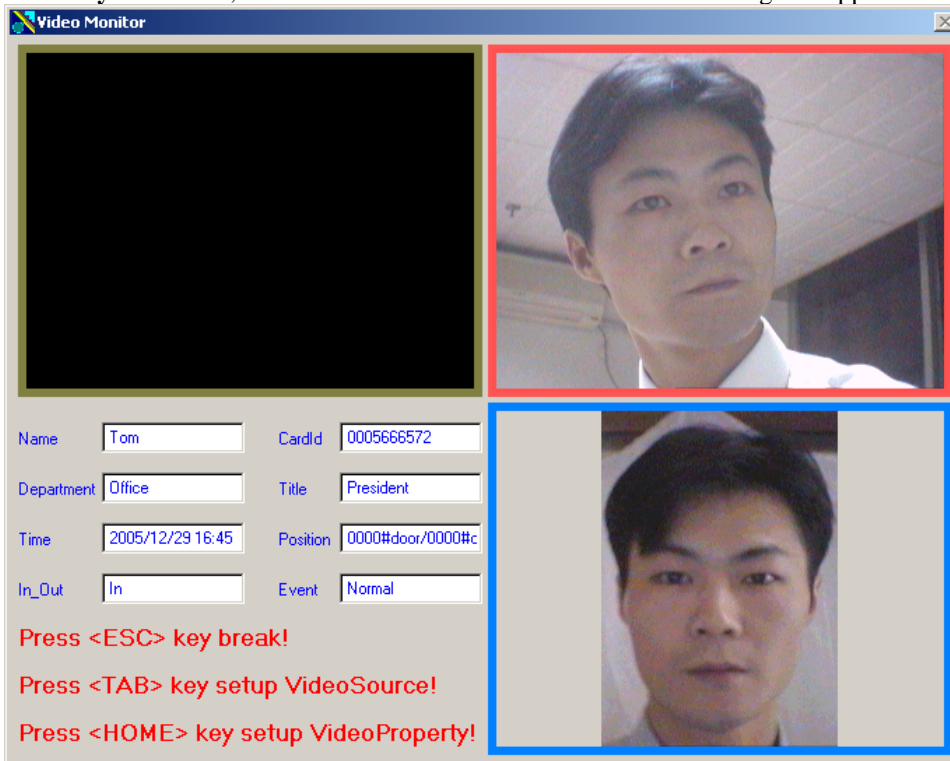 Video Monitor
Name Tom CardId 0005666572
Department Office Title President
Time 2005/12/29 16:45 Position 0000#door/0000#c
In_Out In Event Normal
Press <ESC> key break!
Press <TAB> key setup VideoSource!
Press <HOME> key setup VideoProperty!